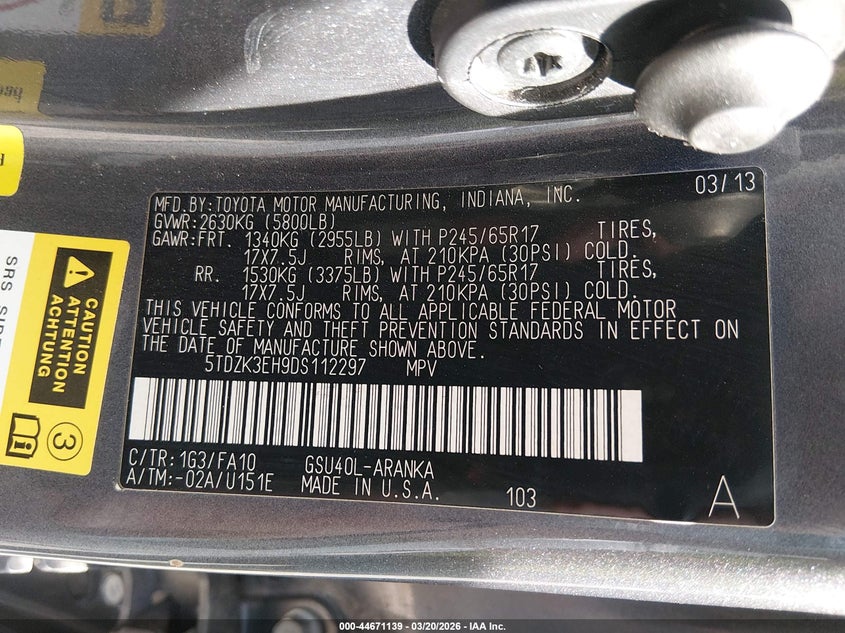 MFD.BY:TOYOTA MOTOR MANUFACTURING, INDIANA, INC. 03/13
GVWR:2630KG (5800LB)
GAWR:FRT. 1340KG (2955LB) WITH P245/65R17 TIRES,
17X7.5J RIMS, AT 210KPA (30PSI) COLD.
RR. 1530KG (3375LB) WITH P245/65R17 TIRES,
17X7.5J RIMS, AT 210KPA (30PSI) COLD.
THIS VEHICLE CONFORMS TO ALL APPLICABLE FEDERAL MOTOR
VEHICLE SAFETY AND THEFT PREVENTION STANDARDS IN EFFECT ON
THE DATE OF MANUFACTURE SHOWN ABOVE.
5TDZK3EH9DS112297 MPV
C/TR:1G3/FA10 GSU40L-ARANKA
A/TM:-02A/U151E MADE IN U.S.A. 103 A
CAUTION
ATTENTION
ACHTUNG
3
SRS
000-44671139 - 03/20/2026 - IAA Inc.